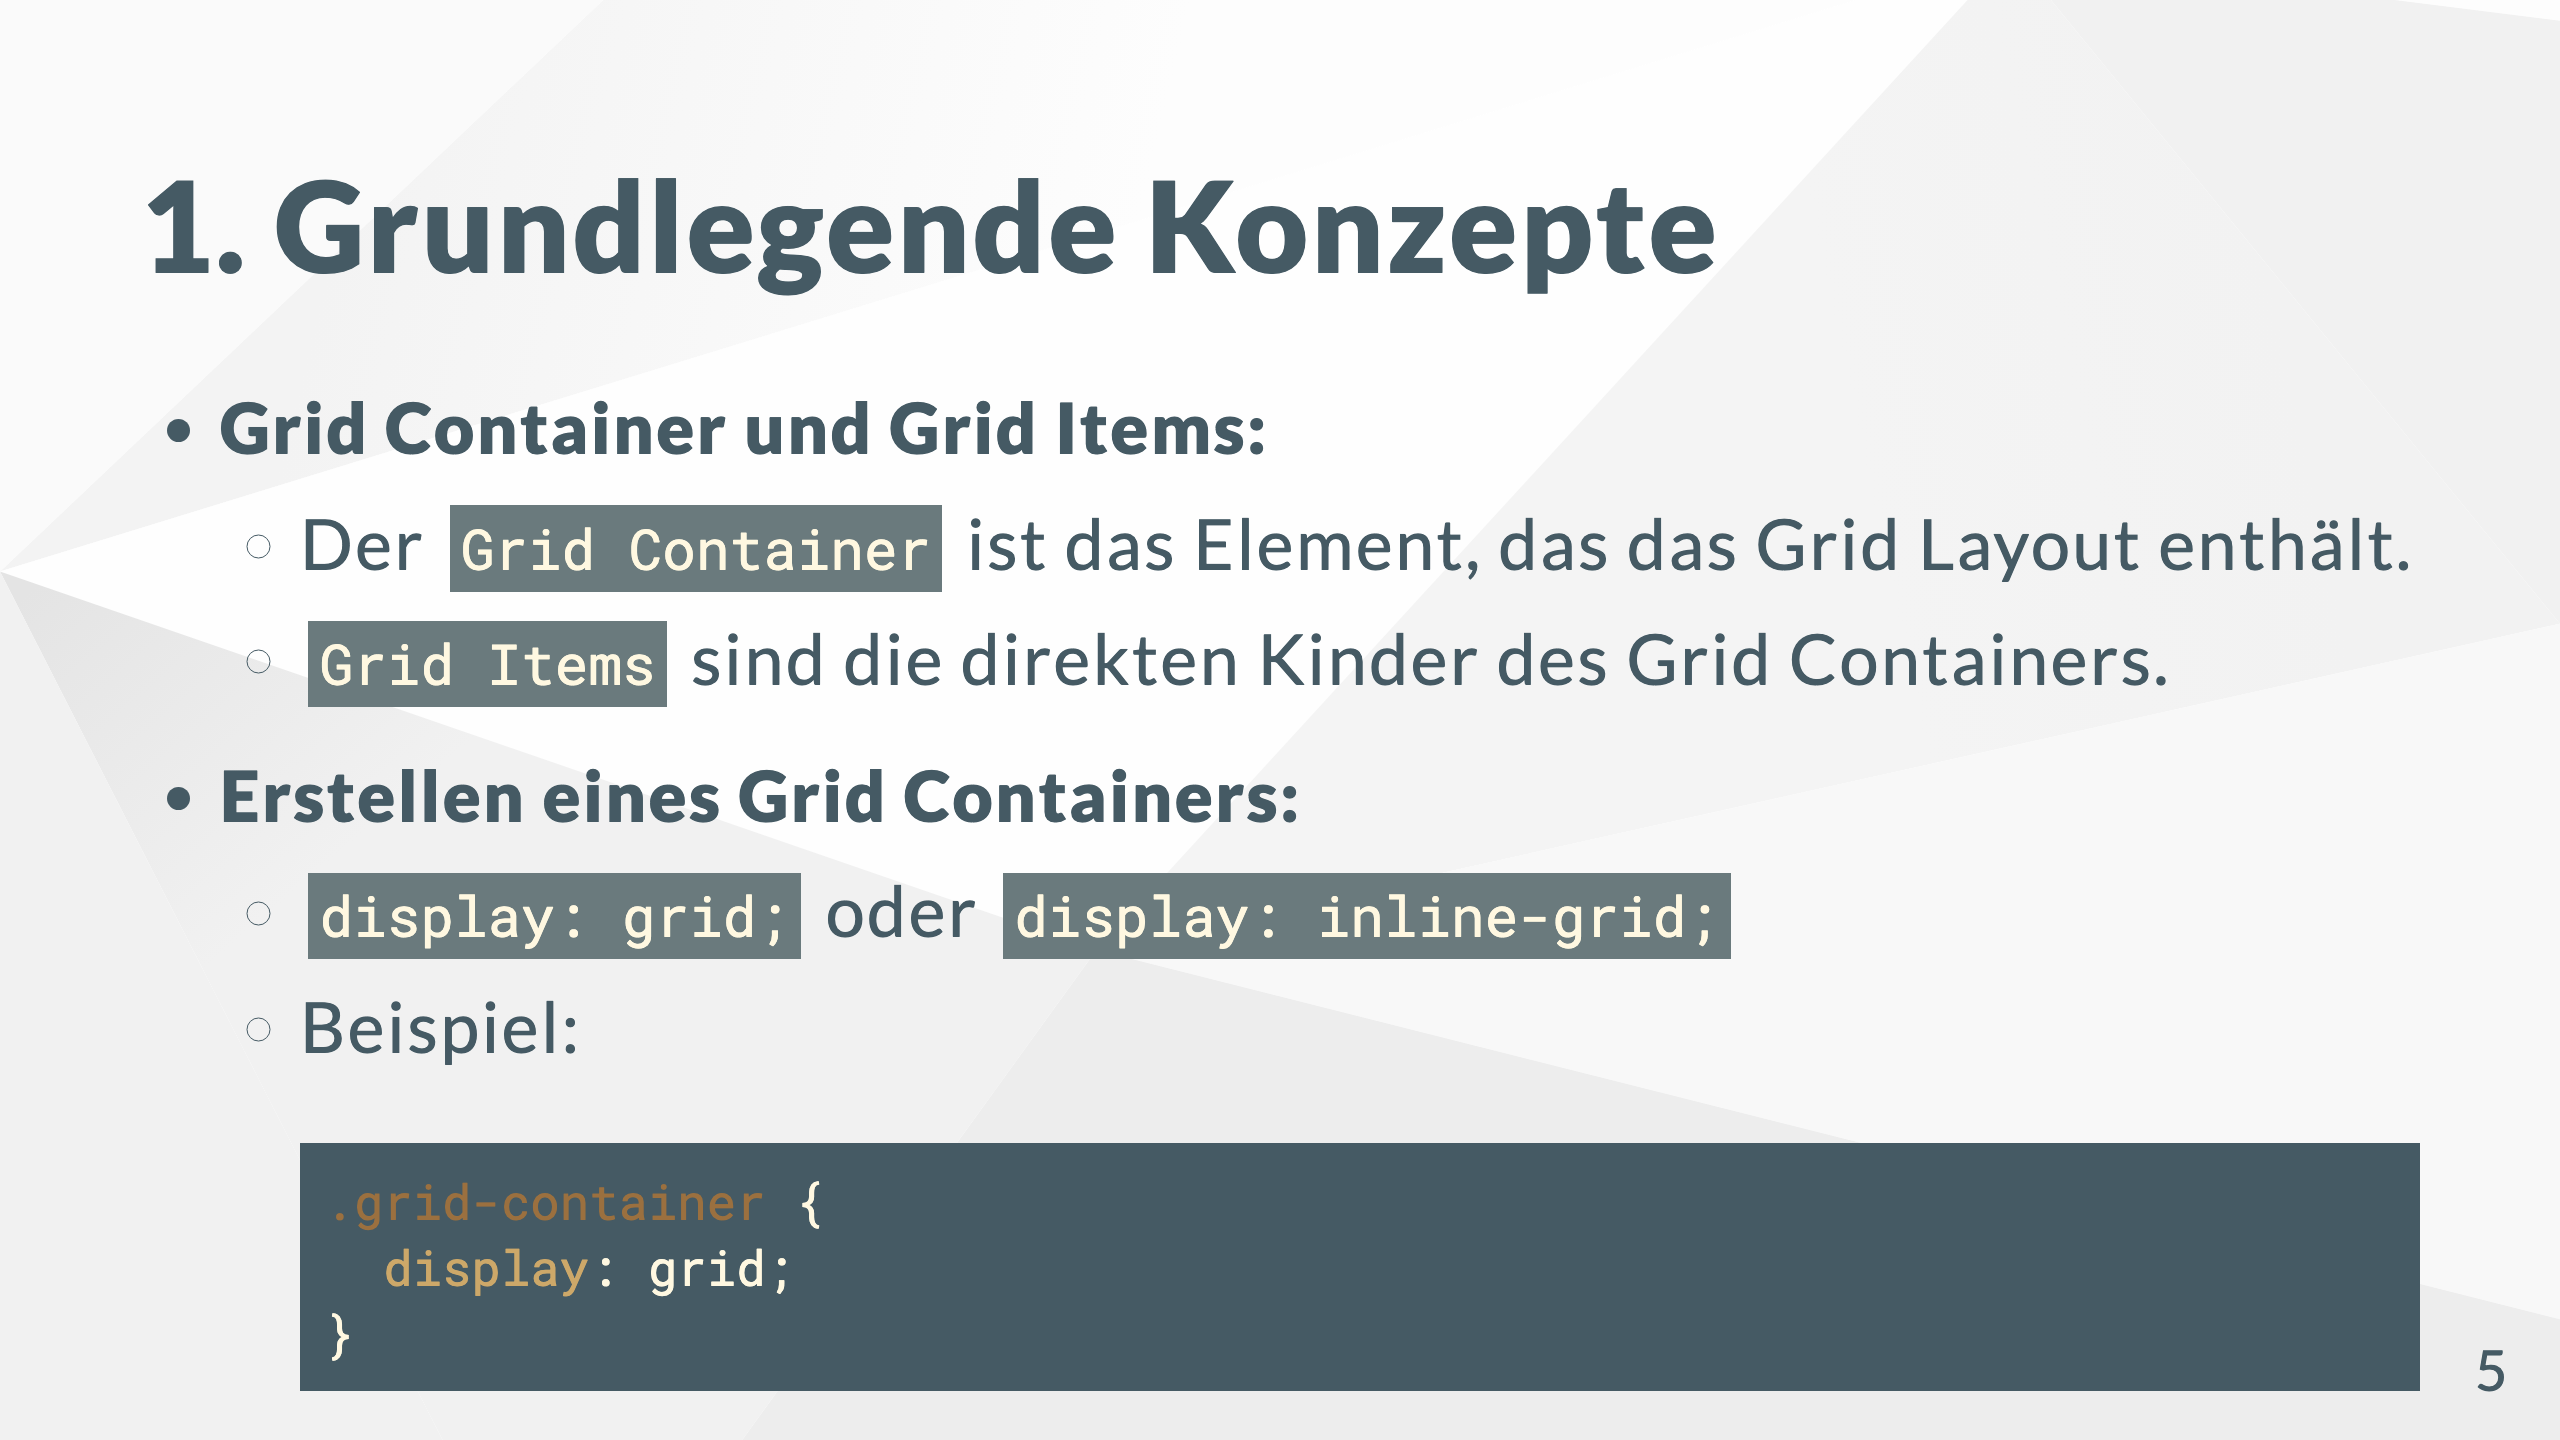 1. Grundlegende Konzepte
• Grid Container und Grid Items:
○ Der Grid Container ist das Element, das das Grid Layout enthält.
○ Grid Items sind die direkten Kinder des Grid Containers.
• Erstellen eines Grid Containers:
○ display: grid; oder display: inline-grid;
○ Beispiel:
.grid-container {
  display: grid;
}
5